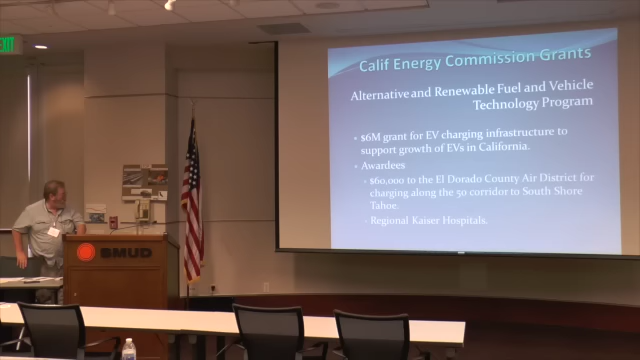 EXIT
Calif Energy Commission Grants
Alternative and Renewable Fuel and Vehicle
Technology Program
$6M grant for EV charging infrastructure to
support growth of EVs in California.
Awardees
$60,000 to the El Dorado County Air District for
charging along the 50 corridor to South Shore
Tahoe.
Regional Kaiser Hospitals.
SMUD